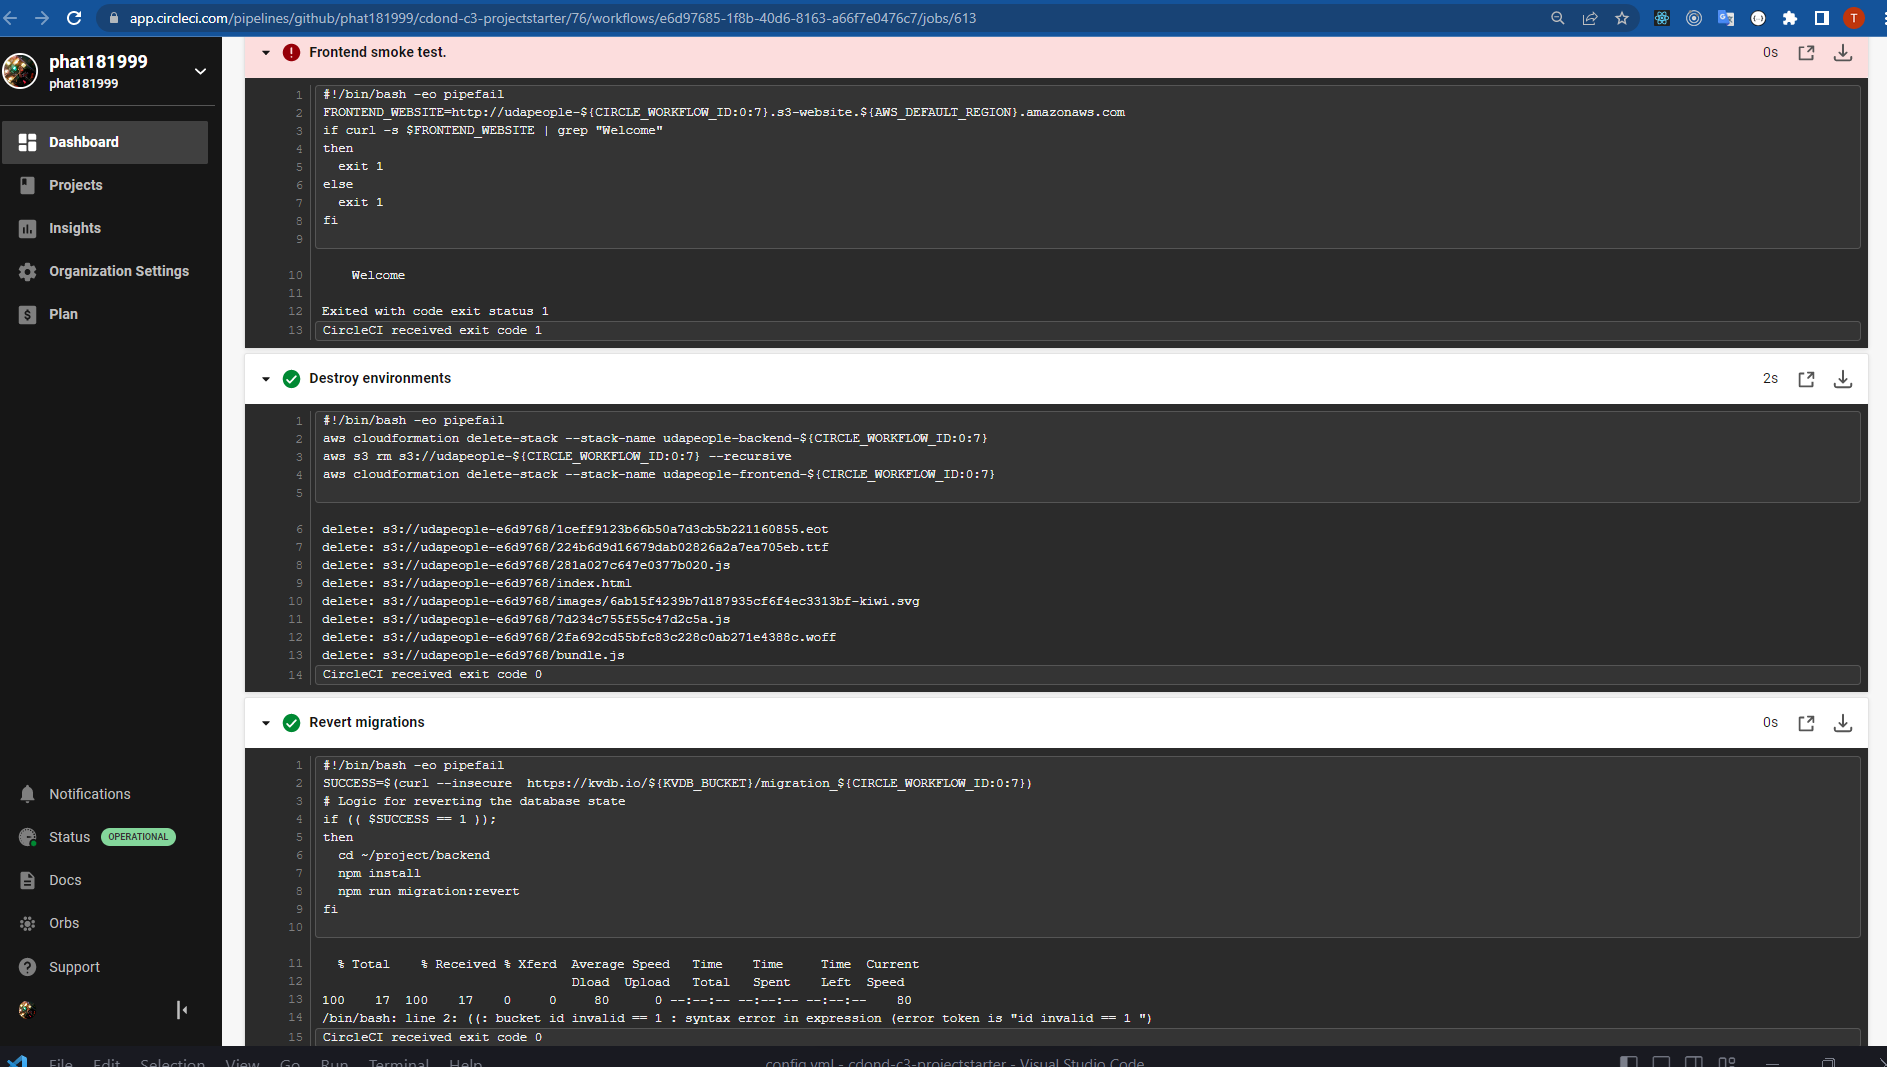 app.circleci.com/pipelines/github/phat181999/cdond-c3-projectstarter/76/workflows/e6d97685-1f8b-40d6-8163-a66f7e0476c7/jobs/613
T
phat181999
phat181999
Dashboard
Projects
Insights
Organization Settings
Plan
Notifications
Status OPERATIONAL
Docs
Orbs
Support
Frontend smoke test. 0s
1 #!/bin/bash -eo pipefail
2 FRONTEND_WEBSITE=http://udapeople-${CIRCLE_WORKFLOW_ID:0:7}.s3-website.${AWS_DEFAULT_REGION}.amazonaws.com
3 if curl -s $FRONTEND_WEBSITE | grep "Welcome"
4 then
5 exit 1
6 else
7 exit 1
8 fi
9
10 Welcome
11
12 Exited with code exit status 1
13 CircleCI received exit code 1
Destroy environments 2s
1 #!/bin/bash -eo pipefail
2 aws cloudformation delete-stack --stack-name udapeople-backend-${CIRCLE_WORKFLOW_ID:0:7}
3 aws s3 rm s3://udapeople-${CIRCLE_WORKFLOW_ID:0:7} --recursive
4 aws cloudformation delete-stack --stack-name udapeople-frontend-${CIRCLE_WORKFLOW_ID:0:7}
5
6 delete: s3://udapeople-e6d9768/1ceff9123b66b50a7d3cb5b221160855.eot
7 delete: s3://udapeople-e6d9768/224b6d9d16679dab02826a2a7ea705eb.ttf
8 delete: s3://udapeople-e6d9768/281a027c647e0377b020.js
9 delete: s3://udapeople-e6d9768/index.html
10 delete: s3://udapeople-e6d9768/images/6ab15f4239b7d187935cf6f4ec3313bf-kiwi.svg
11 delete: s3://udapeople-e6d9768/7d234c755f55c47d2c5a.js
12 delete: s3://udapeople-e6d9768/2fa692cd55bfc83c228c0ab271e4388c.woff
13 delete: s3://udapeople-e6d9768/bundle.js
14 CircleCI received exit code 0
Revert migrations 0s
1 #!/bin/bash -eo pipefail
2 SUCCESS=$(curl --insecure  https://kvdb.io/${KVDB_BUCKET}/migration_${CIRCLE_WORKFLOW_ID:0:7})
3 # Logic for reverting the database state
4 if (( $SUCCESS == 1 ));
5 then
6 cd ~/project/backend
7 npm install
8 npm run migration:revert
9 fi
10
11 % Total % Received % Xferd Average Speed Time Time Time Current
12 Dload Upload Total Spent Left Speed
13 100 17 100 17 0 0 80 0 --:--:-- --:--:-- --:--:-- 80
14 /bin/bash: line 2: ((: bucket id invalid == 1 : syntax error in expression (error token is "id invalid == 1 ")
15 CircleCI received exit code 0
File Edit Selection View Go Run Terminal Help config.yml - cdond-c3-projectstarter - Visual Studio Code